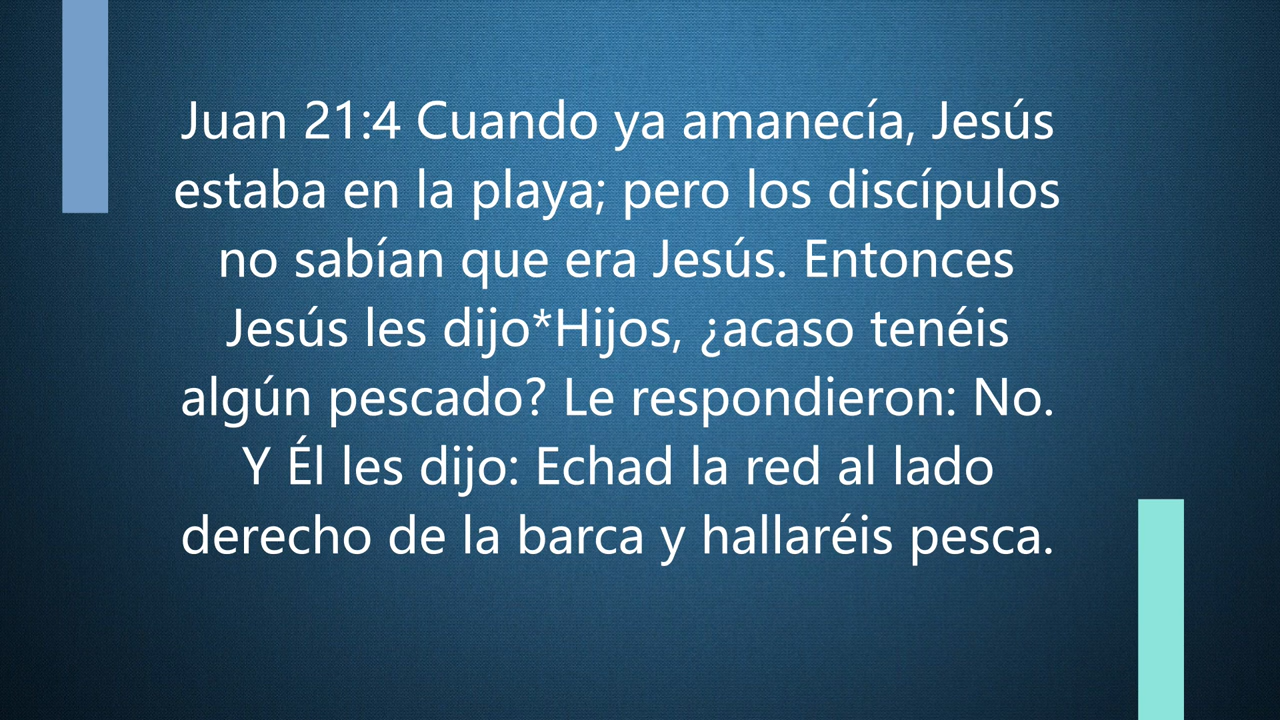 Juan 21:4 Cuando ya amanecía, Jesús
estaba en la playa; pero los discípulos
no sabían que era Jesús. Entonces
Jesús les dijo*Hijos, ¿acaso tenéis
algún pescado? Le respondieron: No.
Y Él les dijo: Echad la red al lado
derecho de la barca y hallaréis pesca.